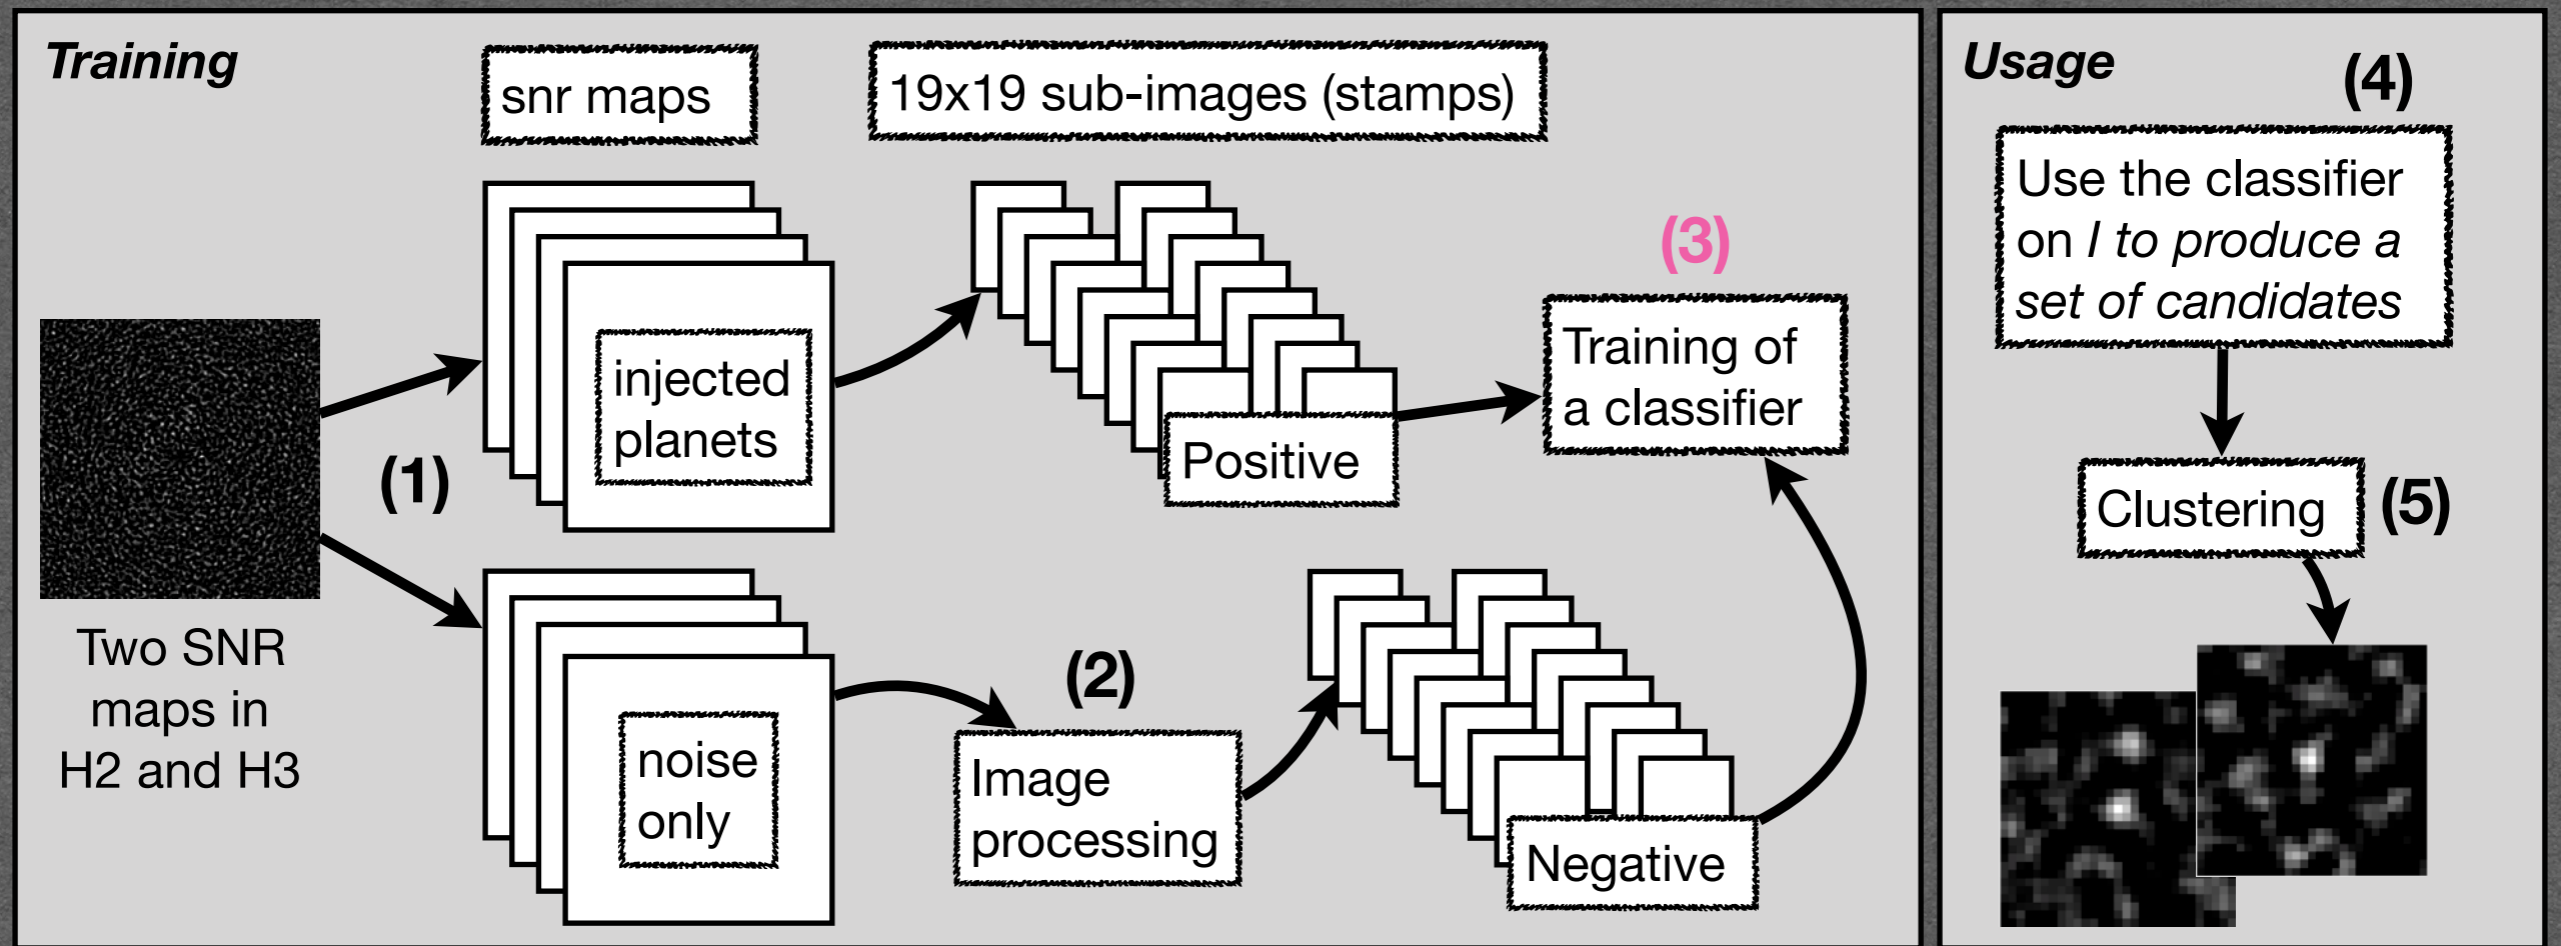 Training
snr maps
19x19 sub-images (stamps)
injected
planets
Positive
(3)
Training of
a classifier
(1)
Two SNR
maps in
H2 and H3
noise
only
(2)
Image
processing
Negative
Usage
(4)
Use the classifier
on I to produce a
set of candidates
Clustering
(5)